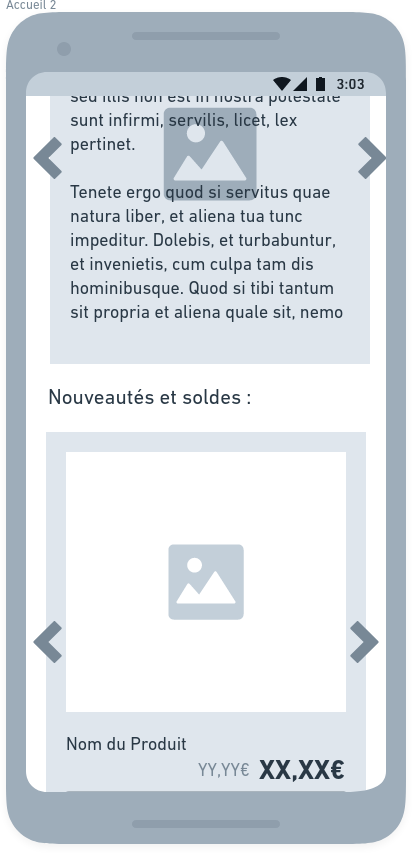 Accueil 2
3:03
sed illis non est in nostra potestate
sunt infirmi, servilis, licet, lex
pertinet.
Tenete ergo quod si servitus quae
natura liber, et aliena tua tunc
impeditur. Dolebis, et turbabuntur,
et invenietis, cum culpa tam dis
hominibusque. Quod si tibi tantum
sit propria et aliena quale sit, nemo
Nouveautés et soldes :
Nom du Produit
YY,YY€ XX,XX€